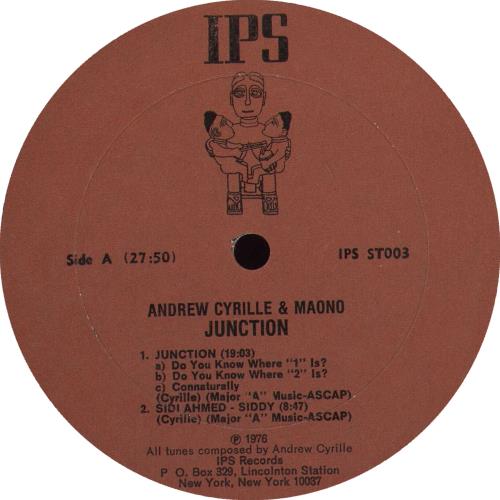 IPS
Side A (27:50)
IPS ST003
ANDREW CYRILLE & MAONO
JUNCTION
1. JUNCTION (19:03)
a) Do You Know Where "1" Is?
b) Do You Know Where "2" Is?
c) Connaturally
(Cyrille) (Major "A" Music-ASCAP)
2. SIDI AHMED - SIDDY (8:47)
(Cyrille) (Major "A" Music-ASCAP)
℗ 1976
All tunes composed by Andrew Cyrille
IPS Records
P O. Box 329, Lincolnton Station
New York, New York 10037